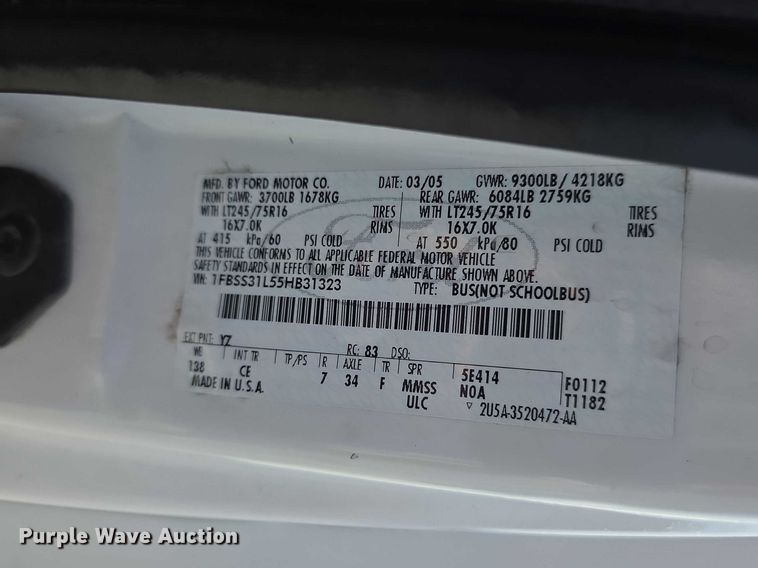 MFD. BY FORD MOTOR CO. DATE: 03/05 GVWR: 9300LB/ 4218KG
FRONT GAWR: 3700LB 1678KG REAR GAWR: 6084LB 2759KG
WITH LT245/75R16 TIRES WITH LT245/75R16 TIRES
16X7.0K RIMS 16X7.0K RIMS
AT 415 kPa/60 PSI COLD AT 550 kPa/80 PSI COLD
THIS VEHICLE CONFORMS TO ALL APPLICABLE FEDERAL MOTOR VEHICLE
SAFETY STANDARDS IN EFFECT ON THE DATE OF MANUFACTURE SHOWN ABOVE.
VIN: 1FBSS31L55HB31323 TYPE: BUS(NOT SCHOOLBUS)
EXT PNT: YZ RC: 83 DSO:
WB INT TR TP/PS R AXLE TR SPR 5E414 F0112
138 CE 7 34 F MMSS N0A T1182
MADE IN U.S.A. ULC ▽ 2U5A-3520472-AA
Purple Wave Auction